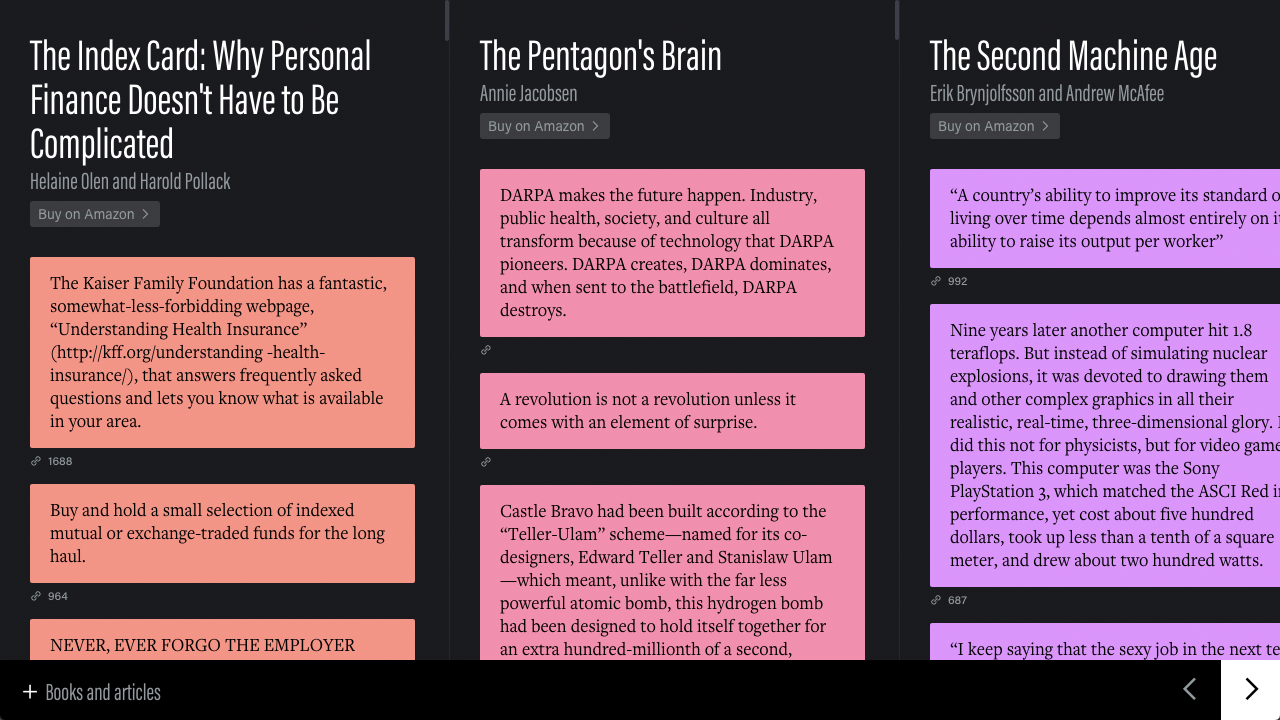 The Index Card: Why Personal
Finance Doesn't Have to Be
Complicated
Helaine Olen and Harold Pollack
Buy on Amazon
The Kaiser Family Foundation has a fantastic,
somewhat-less-forbidding webpage,
“Understanding Health Insurance”
(http://kff.org/understanding -health-
insurance/), that answers frequently asked
questions and lets you know what is available
in your area.
1688
Buy and hold a small selection of indexed
mutual or exchange-traded funds for the long
haul.
964
NEVER, EVER FORGO THE EMPLOYER
The Pentagon's Brain
Annie Jacobsen
Buy on Amazon
DARPA makes the future happen. Industry,
public health, society, and culture all
transform because of technology that DARPA
pioneers. DARPA creates, DARPA dominates,
and when sent to the battlefield, DARPA
destroys.
A revolution is not a revolution unless it
comes with an element of surprise.
Castle Bravo had been built according to the
“Teller-Ulam” scheme—named for its co-
designers, Edward Teller and Stanislaw Ulam
—which meant, unlike with the far less
powerful atomic bomb, this hydrogen bomb
had been designed to hold itself together for
an extra hundred-millionth of a second,
The Second Machine Age
Erik Brynjolfsson and Andrew McAfee
Buy on Amazon
“A country’s ability to improve its standard
living over time depends almost entirely on
ability to raise its output per worker”
992
Nine years later another computer hit 1.8
teraflops. But instead of simulating nuclear
explosions, it was devoted to drawing them
and other complex graphics in all their
realistic, real-time, three-dimensional glory.
did this not for physicists, but for video game
players. This computer was the Sony
PlayStation 3, which matched the ASCI Red
performance, yet cost about five hundred
dollars, took up less than a tenth of a square
meter, and drew about two hundred watts.
687
“I keep saying that the sexy job in the next
Books and articles